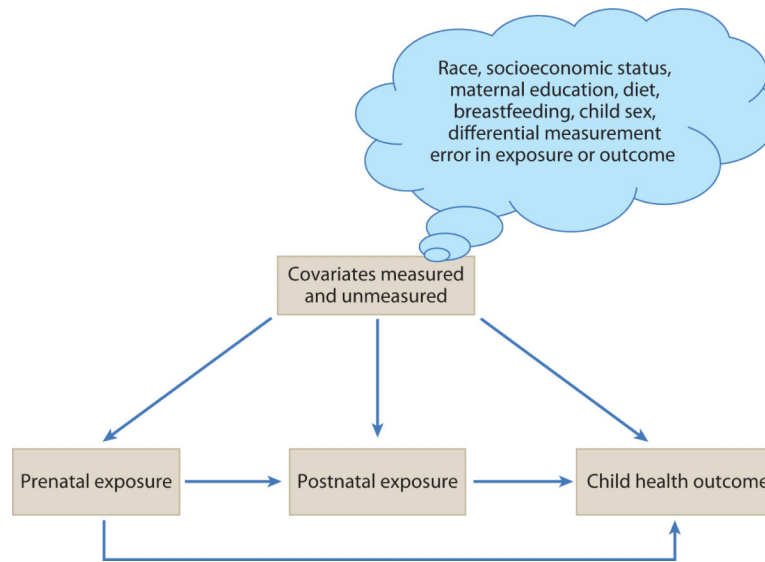 Race, socioeconomic status,
maternal education, diet,
breastfeeding, child sex,
differential measurement
error in exposure or outcome
Covariates measured
and unmeasured
Prenatal exposure
Postnatal exposure
Child health outcome